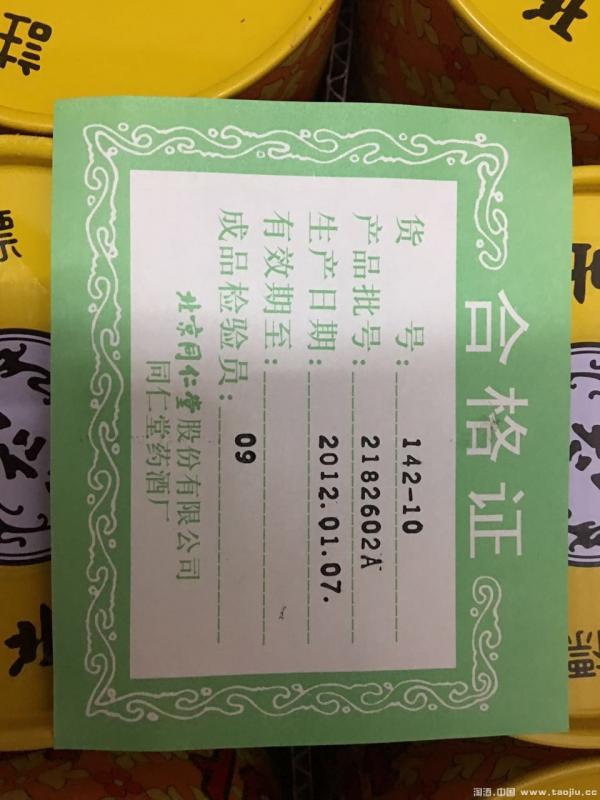 合格证
货 号: 142-10
产品批号: 2182602A
生产日期: 2012.01.07.
有效期至:
成品检验员: 09
北京同仁堂股份有限公司
同仁堂药酒厂
淘酒.中国 www.taojiu.cc